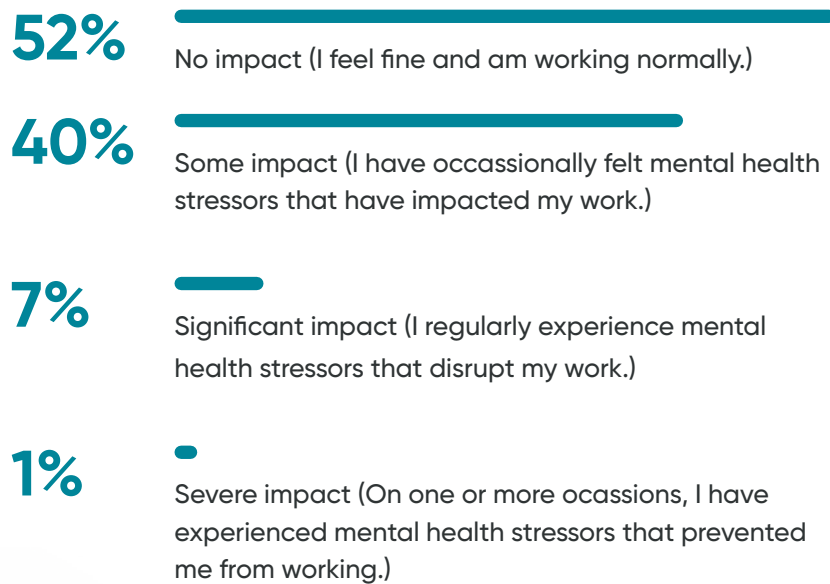 52%
No impact (I feel fine and am working normally.)
40%
Some impact (I have occassionally felt mental health
stressors that have impacted my work.)
7%
Significant impact (I regularly experience mental
health stressors that disrupt my work.)
1%
Severe impact (On one or more ocassions, I have
experienced mental health stressors that prevented
me from working.)